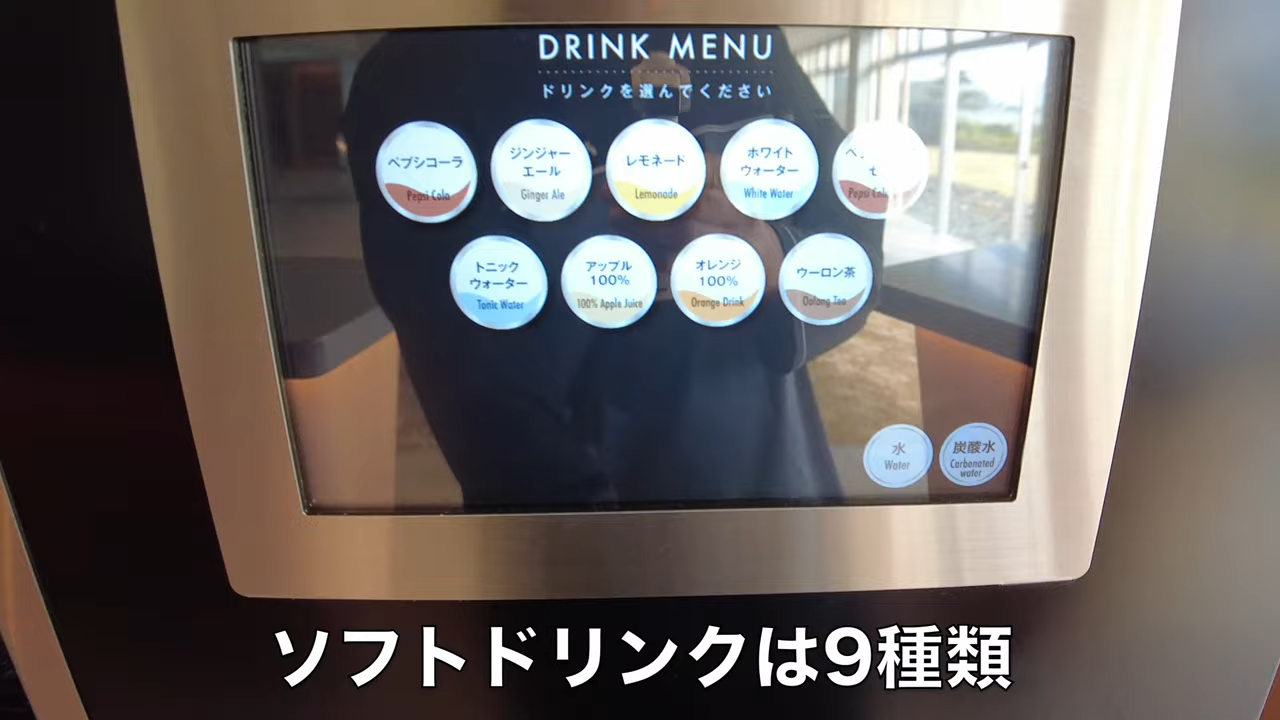 DRINK MENU
ドリンクを選んでください
ペプシコーラ
Pepsi Cola
ジンジャー
エール
Ginger Ale
レモネード
Lemonade
ホワイト
ウォーター
White Water
Pepsi
トニック
ウォーター
Tonic Water
アップル
100%
100% Apple Juice
オレンジ
100%
Orange Drink
ウーロン茶
Oolong Tea
水
Water
炭酸水
Carbonated
water
ソフトドリンクは9種類